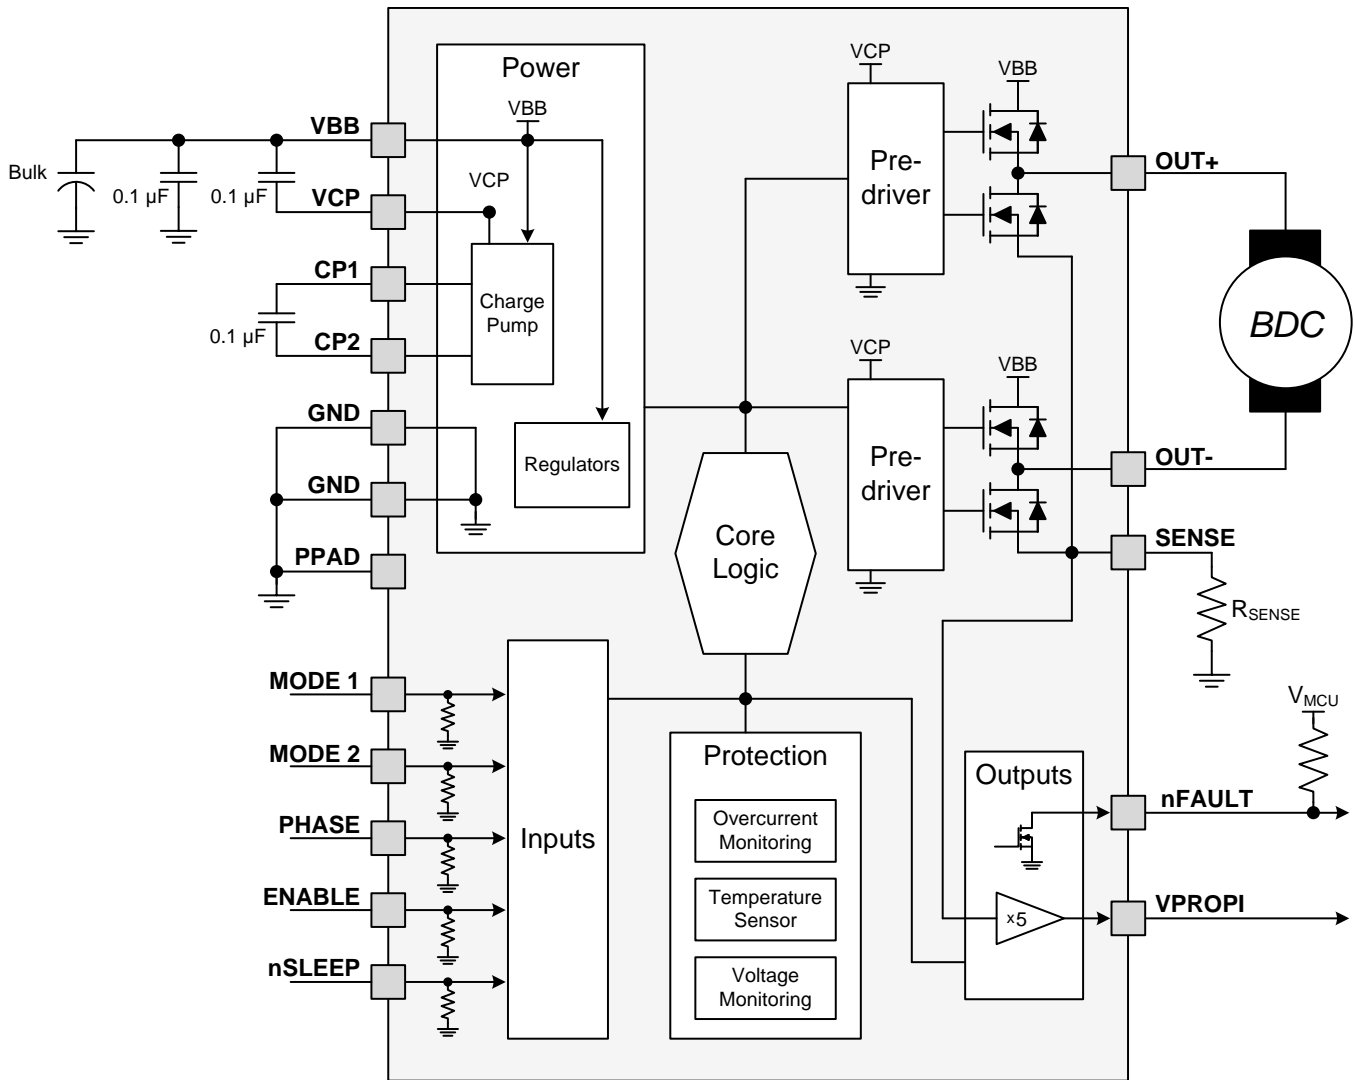 Power
VBB
VBB
Bulk
0.1 µF
0.1 µF
VCP
VCP
CP1
Charge
Pump
0.1 µF
CP2
GND
GND
Regulators
PPAD
VCP
VBB
Pre-
driver
OUT+
BDC
VCP
VBB
Pre-
driver
OUT-
SENSE
RSENSE
Core
Logic
MODE 1
MODE 2
PHASE
ENABLE
nSLEEP
Inputs
Protection
Overcurrent
Monitoring
Temperature
Sensor
Voltage
Monitoring
Outputs
x5
VMCU
nFAULT
VPROPI